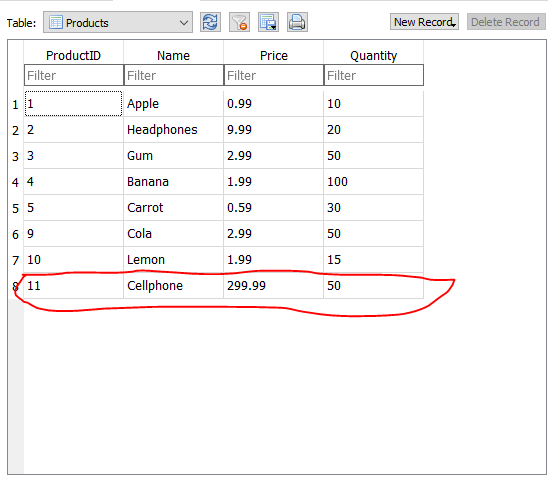 Table: Products New Record Delete Record
ProductID Name Price Quantity
Filter Filter Filter Filter
1 1 Apple 0.99 10
2 2 Headphones 9.99 20
3 3 Gum 2.99 50
4 4 Banana 1.99 100
5 5 Carrot 0.59 30
6 9 Cola 2.99 50
7 10 Lemon 1.99 15
8 11 Cellphone 299.99 50